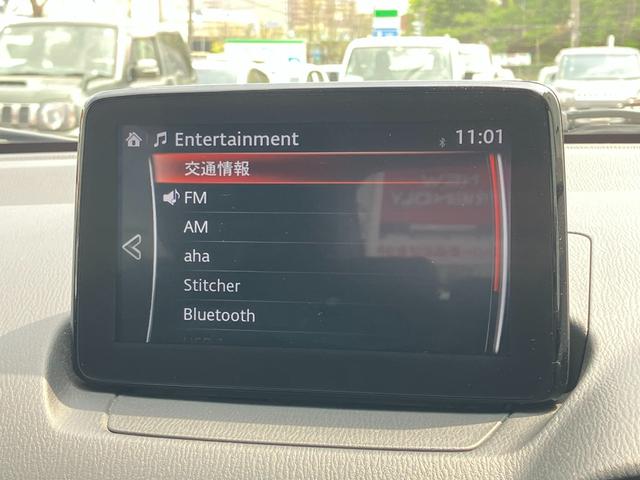 Entertainment
11:01
交通情報
FM
AM
aha
Stitcher
Bluetooth